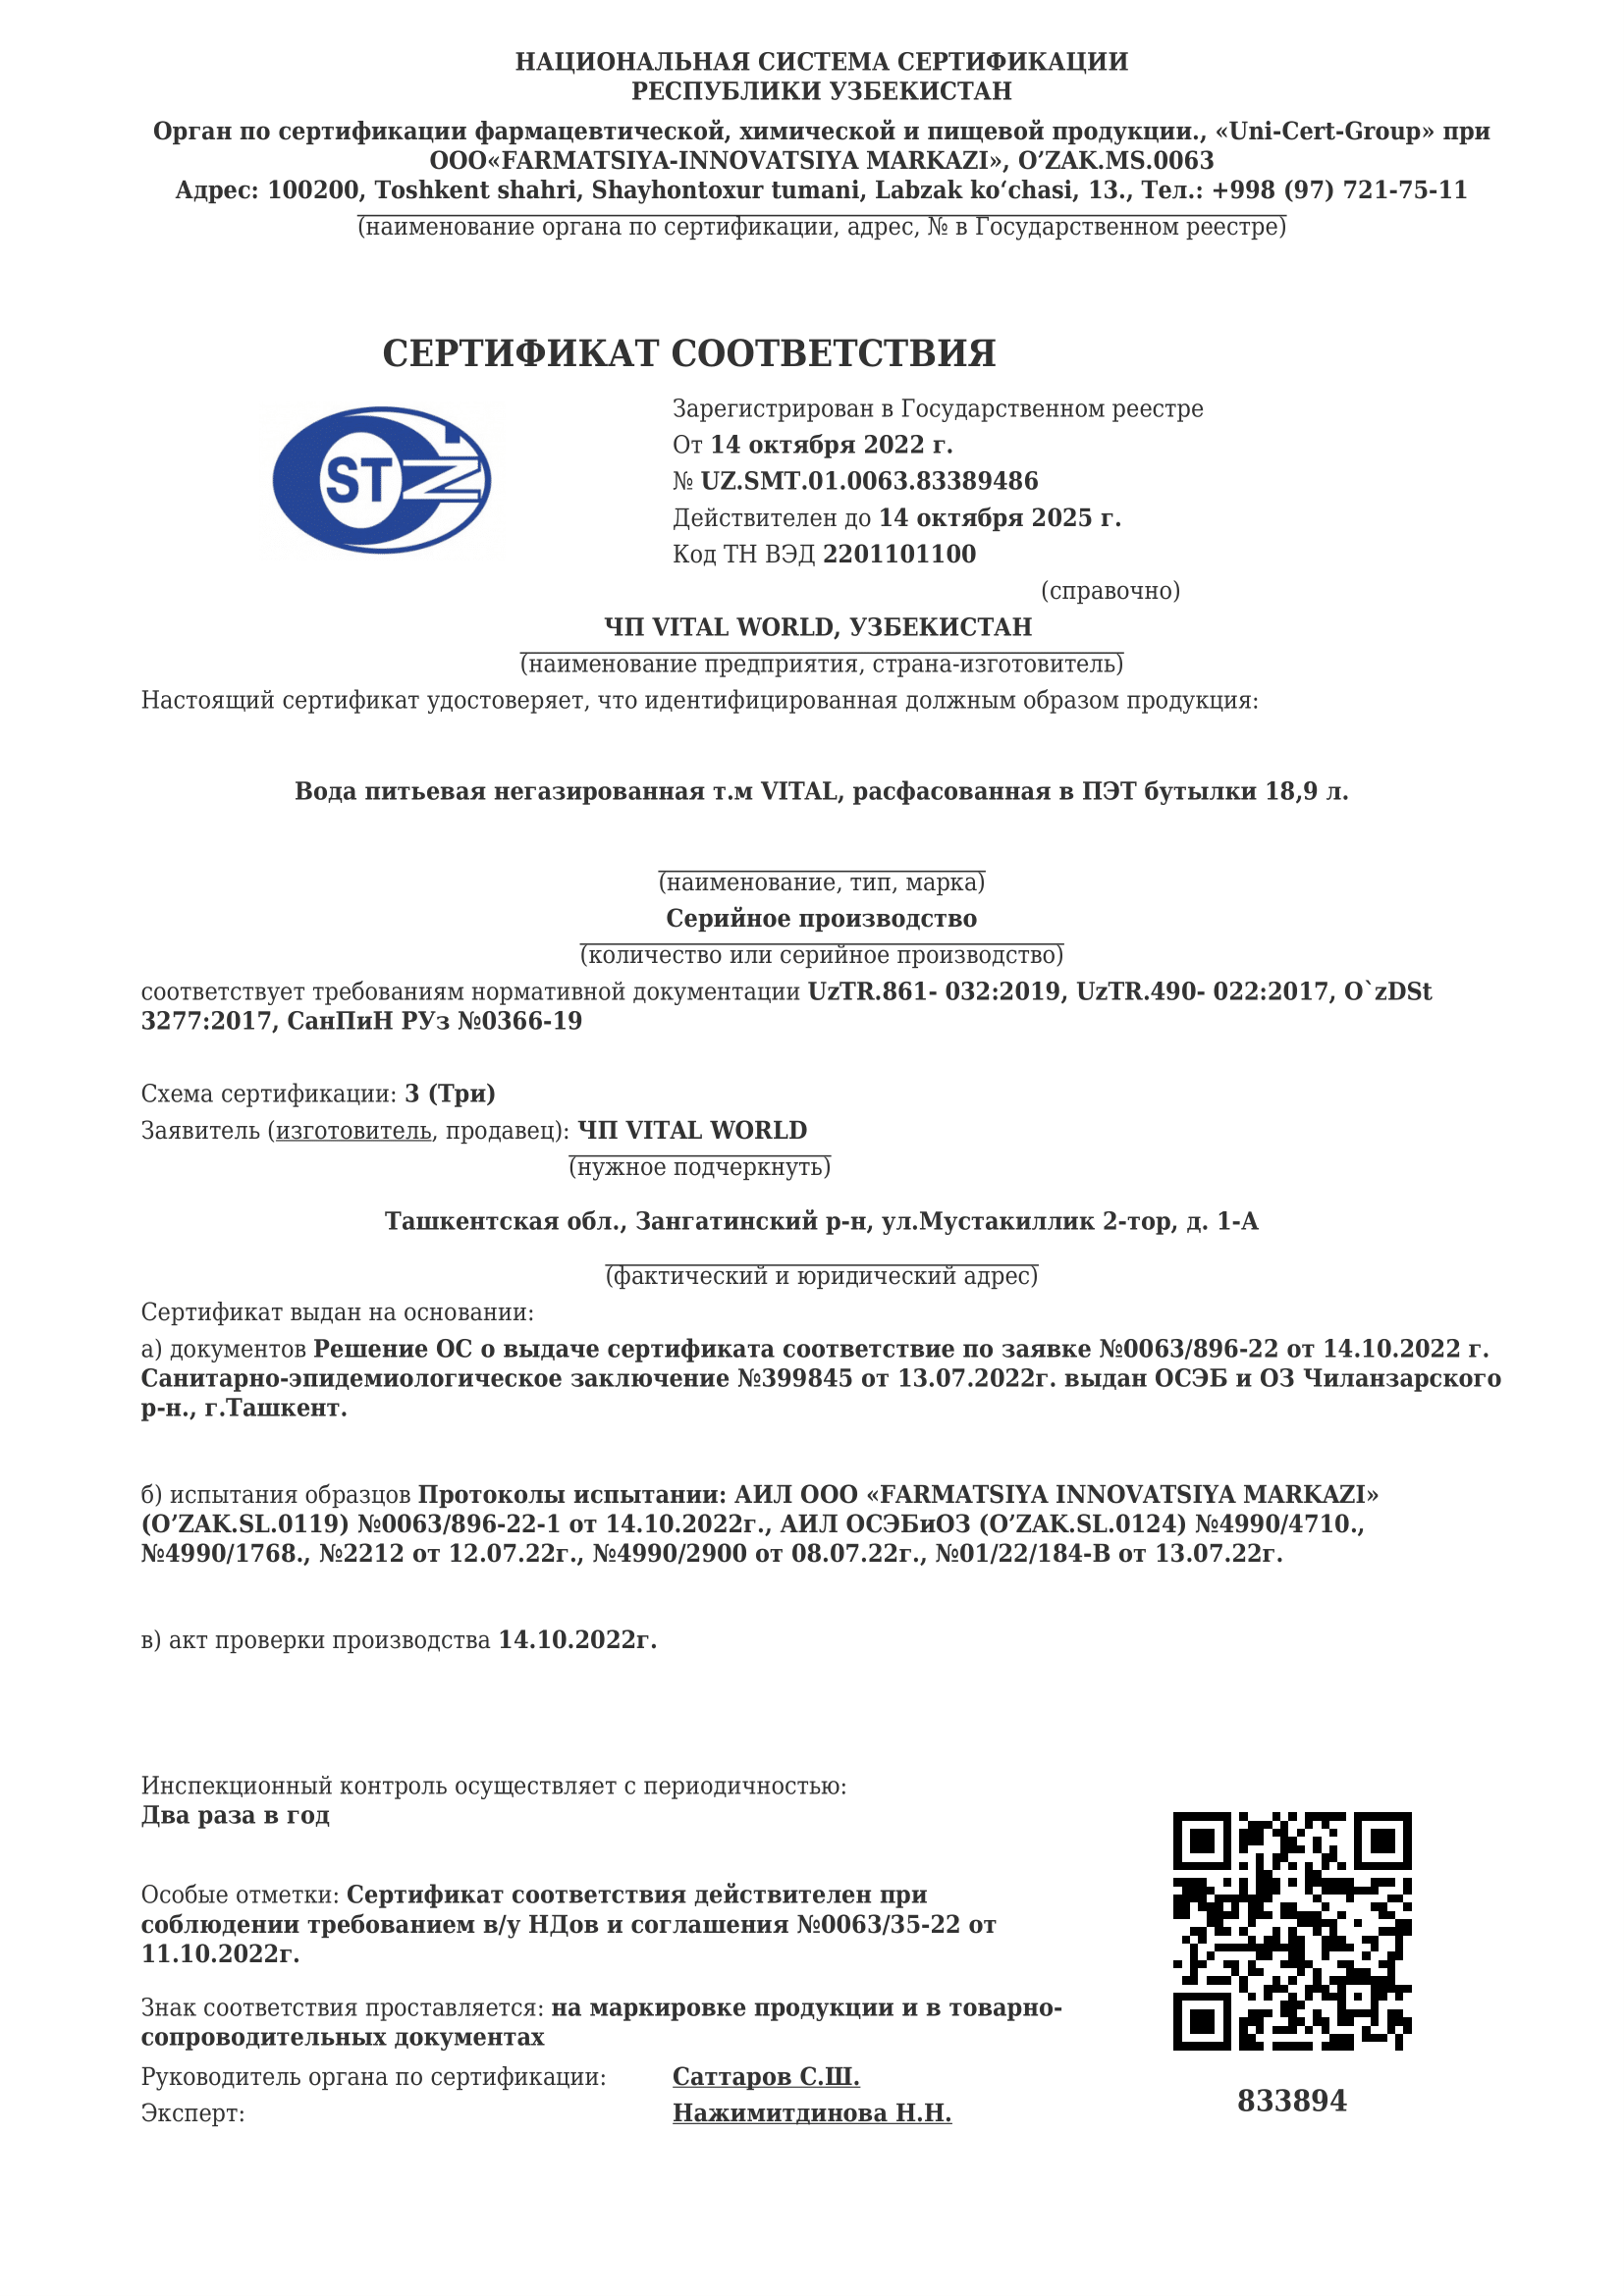 НАЦИОНАЛЬНАЯ СИСТЕМА СЕРТИФИКАЦИИ
РЕСПУБЛИКИ УЗБЕКИСТАН
Орган по сертификации фармацевтической, химической и пищевой продукции., «Uni-Cert-Group» при
ООО«FARMATSIYA-INNOVATSIYA MARKAZI», O’ZAK.MS.0063
Адрес: 100200, Toshkent shahri, Shayhontoxur tumani, Labzak ko‘chasi, 13., Тел.: +998 (97) 721-75-11
(наименование органа по сертификации, адрес, № в Государственном реестре)
СЕРТИФИКАТ СООТВЕТСТВИЯ
ST
Зарегистрирован в Государственном реестре
От 14 октября 2022 г.
№ UZ.SMT.01.0063.83389486
Действителен до 14 октября 2025 г.
Код ТН ВЭД 2201101100
(справочно)
ЧП VITAL WORLD, УЗБЕКИСТАН
(наименование предприятия, страна-изготовитель)
Настоящий сертификат удостоверяет, что идентифицированная должным образом продукция:
Вода питьевая негазированная т.м VITAL, расфасованная в ПЭТ бутылки 18,9 л.
(наименование, тип, марка)
Серийное производство
(количество или серийное производство)
соответствует требованиям нормативной документации UzTR.861- 032:2019, UzTR.490- 022:2017, O`zDSt
3277:2017, СанПиН РУз №0366-19
Схема сертификации: 3 (Три)
Заявитель (изготовитель, продавец): ЧП VITAL WORLD
(нужное подчеркнуть)
Ташкентская обл., Зангатинский р-н, ул.Мустакиллик 2-тор, д. 1-А
(фактический и юридический адрес)
Сертификат выдан на основании:
а) документов Решение ОС о выдаче сертификата соответствие по заявке №0063/896-22 от 14.10.2022 г.
Санитарно-эпидемиологическое заключение №399845 от 13.07.2022г. выдан ОСЭБ и ОЗ Чиланзарского
р-н., г.Ташкент.
б) испытания образцов Протоколы испытании: АИЛ ООО «FARMATSIYA INNOVATSIYA MARKAZI»
(O’ZAK.SL.0119) №0063/896-22-1 от 14.10.2022г., АИЛ ОСЭБиОЗ (O’ZAK.SL.0124) №4990/4710.,
№4990/1768., №2212 от 12.07.22г., №4990/2900 от 08.07.22г., №01/22/184-В от 13.07.22г.
в) акт проверки производства 14.10.2022г.
Инспекционный контроль осуществляет с периодичностью:
Два раза в год
Особые отметки: Сертификат соответствия действителен при
соблюдении требованием в/у НДов и соглашения №0063/35-22 от
11.10.2022г.
Знак соответствия проставляется: на маркировке продукции и в товарно-
сопроводительных документах
Руководитель органа по сертификации: Саттаров С.Ш.
Эксперт: Нажимитдинова Н.Н.
833894